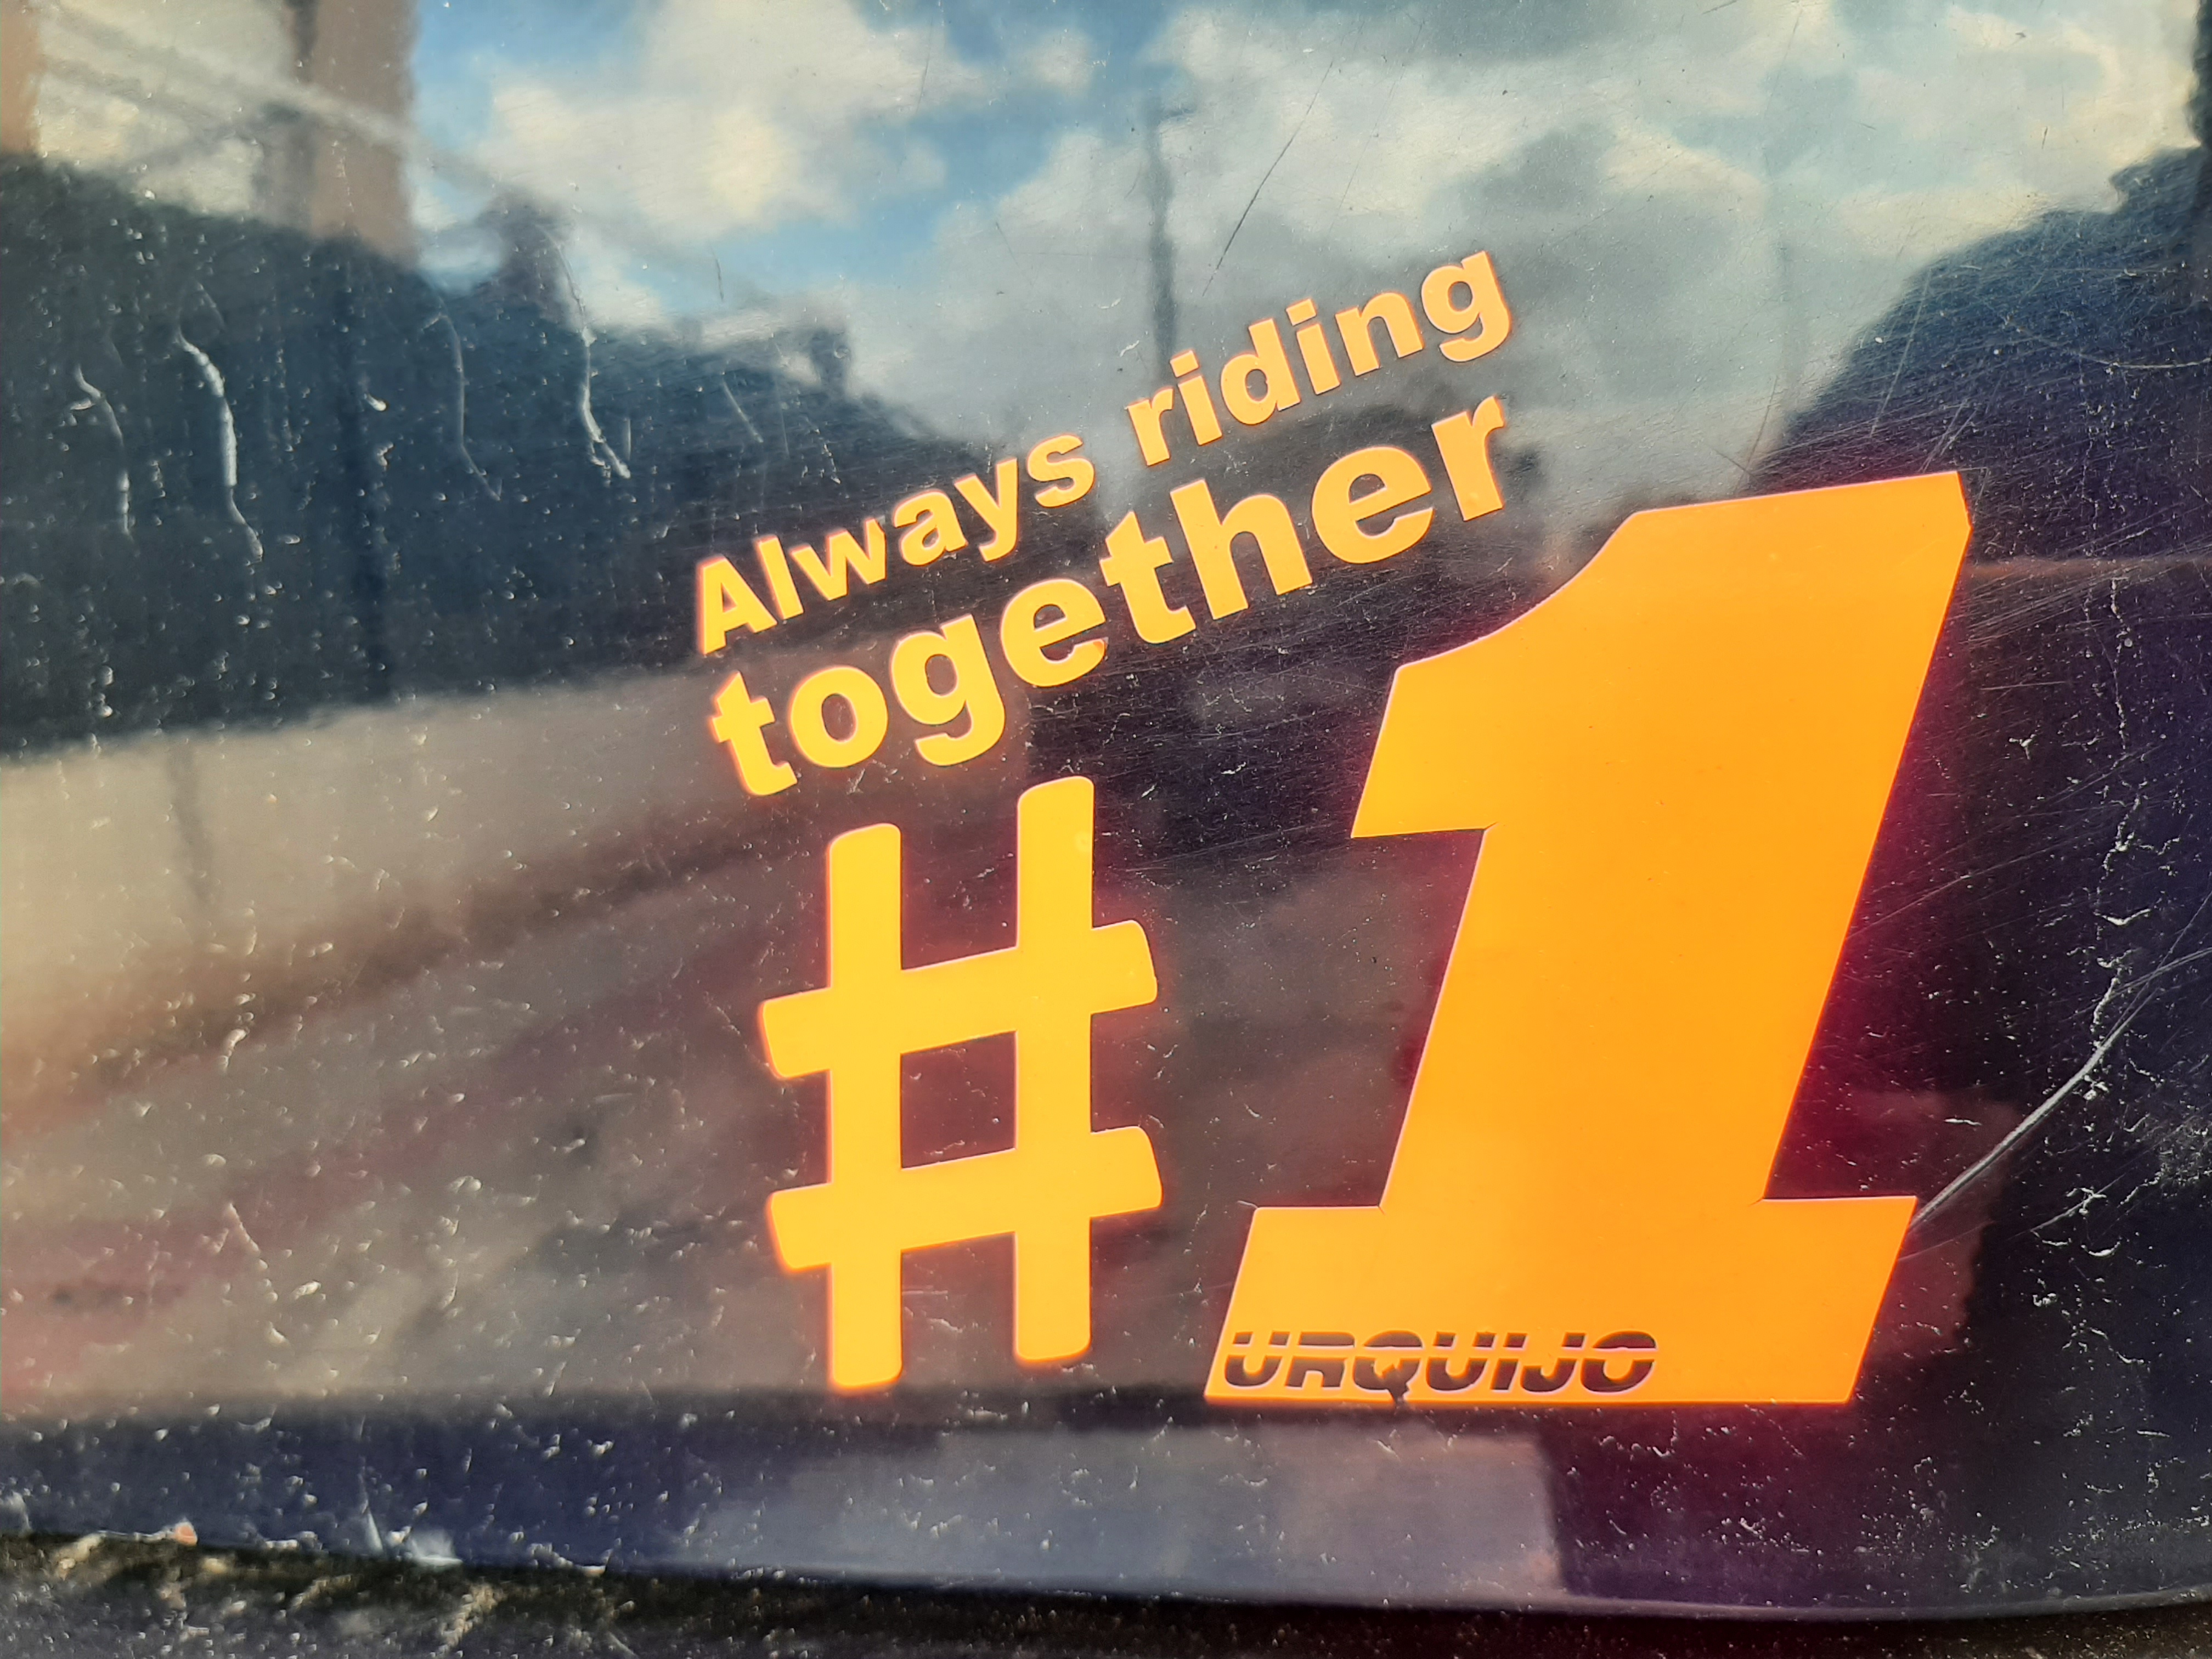 Always riding
together
#1
URQUIJO